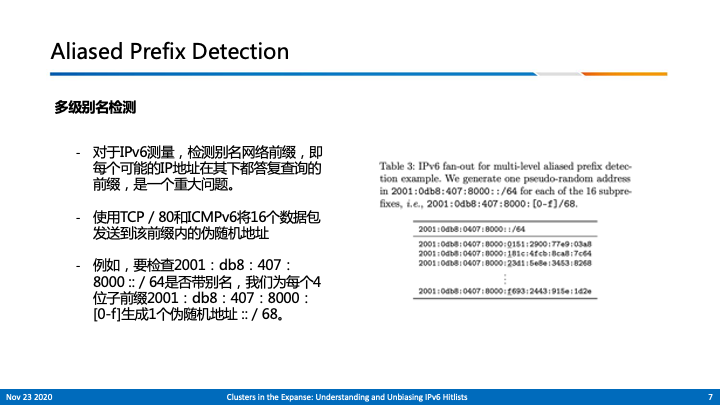 Aliased Prefix Detection
多级别名检测
- 对于IPv6测量，检测别名网络前缀，即
每个可能的IP地址在其下都答复查询的
前缀，是一个重大问题。
- 使用TCP / 80和ICMPv6将16个数据包
发送到该前缀内的伪随机地址
- 例如，要检查2001：db8：407：
8000 :: / 64是否带别名，我们为每个4
位子前缀2001：db8：407：8000：
[0-f]生成1个伪随机地址 :: / 68。
Table 3: IPv6 fan-out for multi-level aliased prefix detec-
tion example. We generate one pseudo-random address
in 2001:0db8:407:8000::/64 for each of the 16 subpre-
fixes, i.e., 2001:0db8:407:8000:[0-f]/68.
2001:0db8:0407:8000::/64
2001:0db8:0407:8000:0151:2900:77e9:03a8
2001:0db8:0407:8000:181c:4fcb:8ca8:7c64
2001:0db8:0407:8000:23d1:5e8e:3453:8268
⋮
2001:0db8:0407:8000:f693:2443:915e:1d2e
Nov 23 2020
Clusters in the Expanse: Understanding and Unbiasing IPv6 Hitlists
7